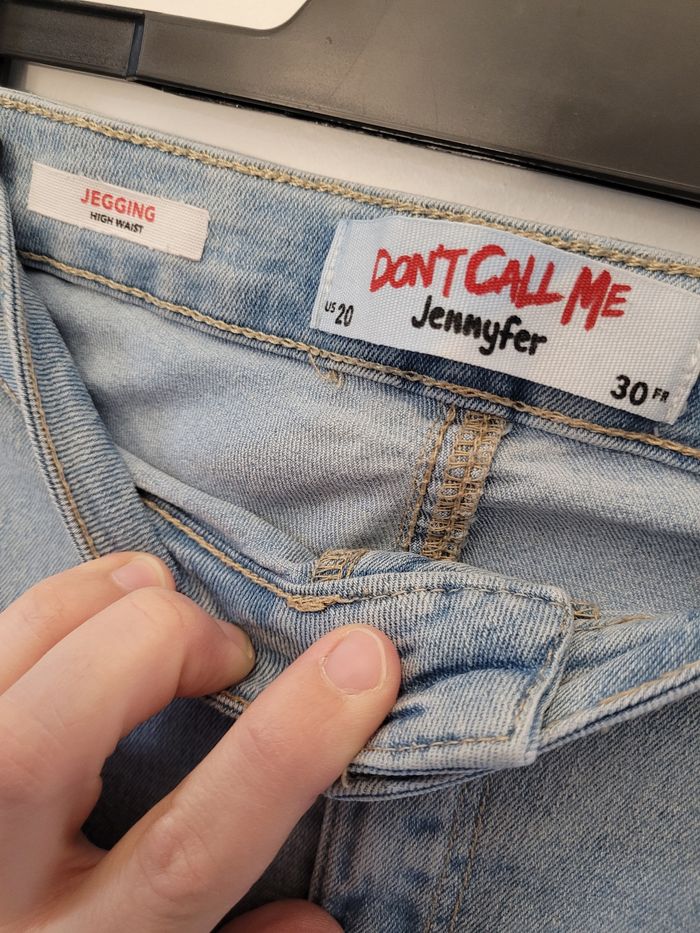 JEGGING
HIGH WAIST
DON'T CALL ME
Jennyfer
US 20
30 FR